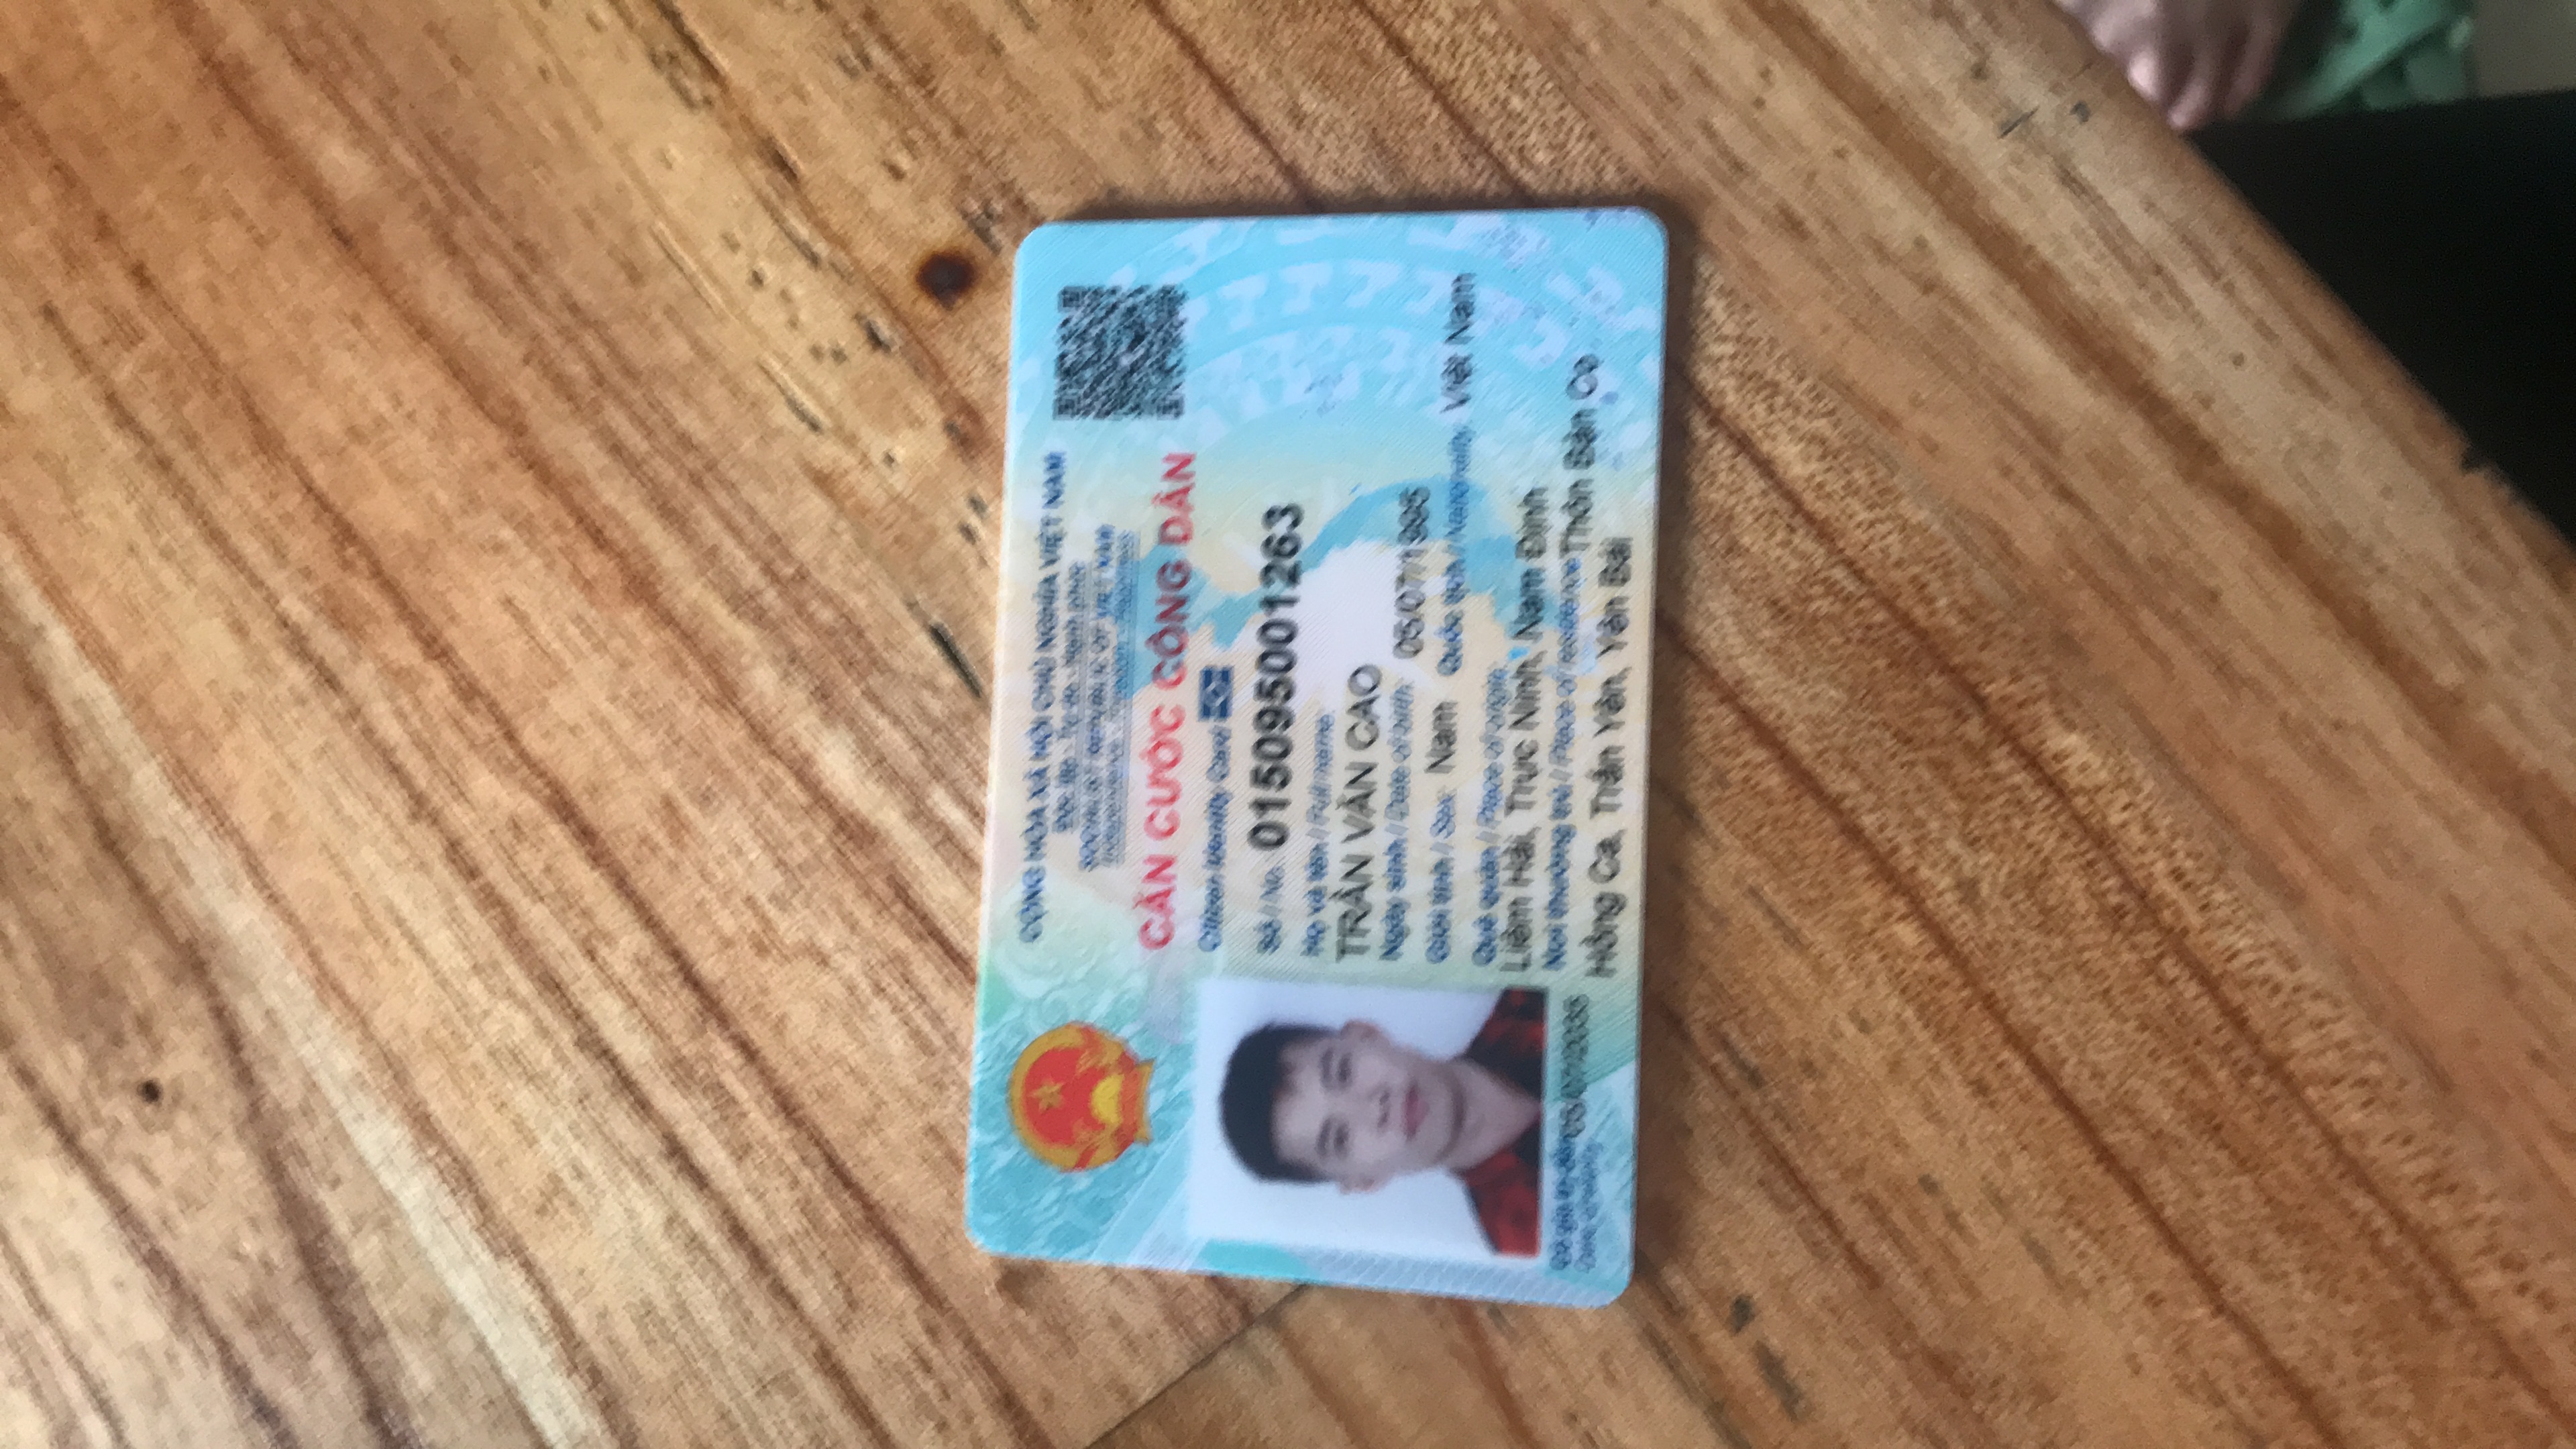 CỘNG HÒA XÃ HỘI CHỦ NGHĨA VIỆT NAM
Độc lập - Tự do - Hạnh phúc
SOCIALIST REPUBLIC OF VIET NAM
Independence - Freedom - Happiness
CĂN CƯỚC CÔNG DÂN
Citizen Identity Card
Số / No. 015095001263
Họ và tên / Full name:
TRẦN VĂN CAO
Ngày sinh / Date of birth: 05/07/1995
Giới tính / Sex: Nam Quốc tịch / Nationality: Việt Nam
Quê quán / Place of origin:
Liêm Hải, Trực Ninh, Nam Định
Nơi thường trú / Place of residence Thôn Bản Cọ
Hồng Ca, Trấn Yên, Yên Bái
Có giá trị đến 05/07/2035
Date of expiry